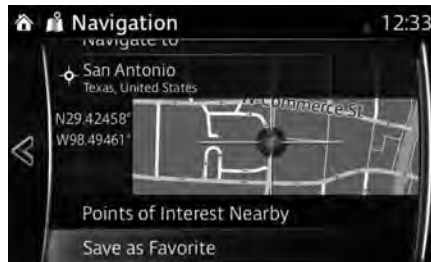 Navigation 12:33
Navigate to
San Antonio
Texas, United States
N29.42458°
W98.49461°
N-Commerce St
Points of Interest Nearby
Save as Favorite